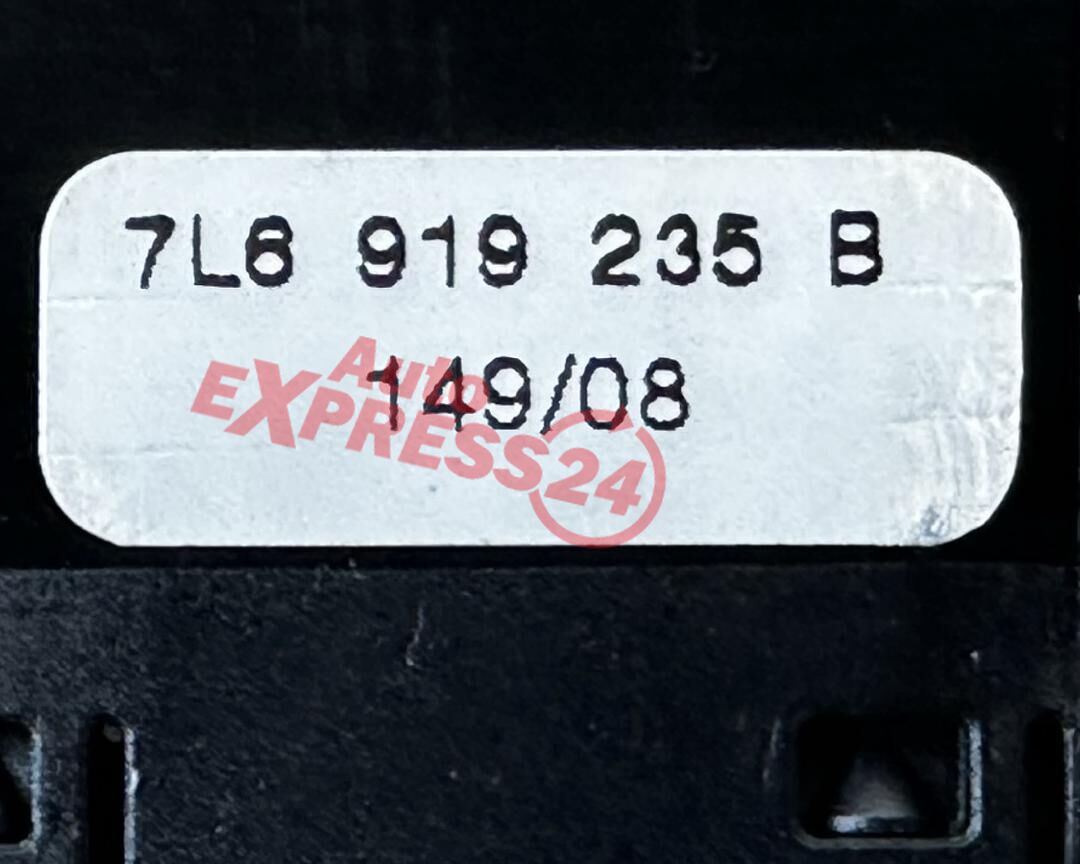 7L6 919 235 B
149/08
Auto
EXPRESS24